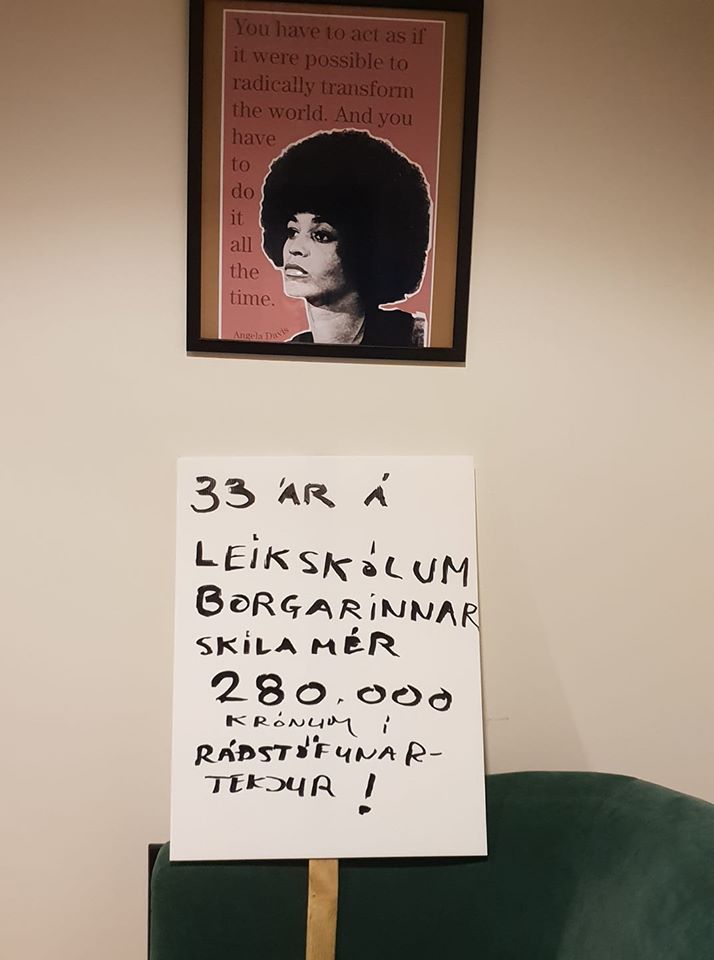 You have to act as if
it were possible to
radically transform
the world. And you
have
to
do
it
all
the
time.
Angela Davis
33 ÁR Á
LEIKSKÓLUM
BORGARINNAR
SKILA MÉR
280.000
KRÓNUM Í
RÁÐSTÖFUNAR-
TEKJUR !